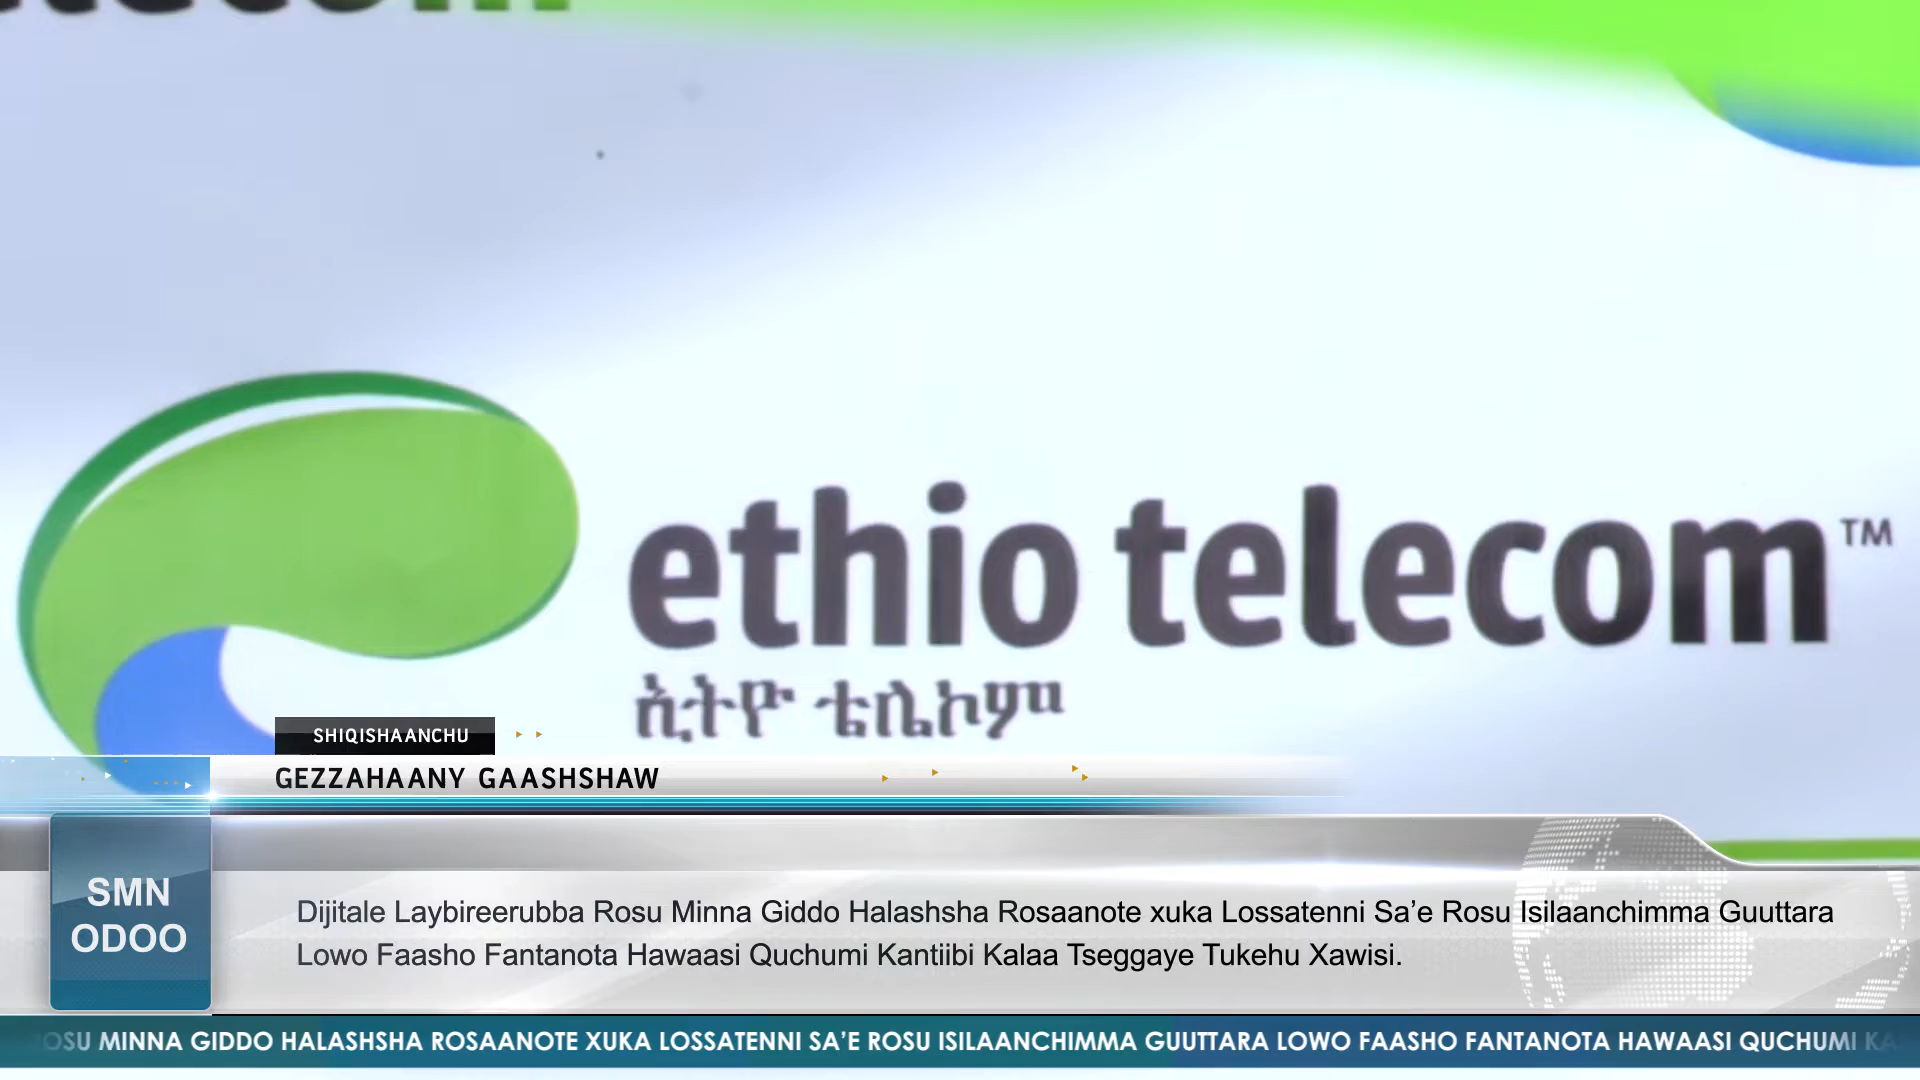 ethio telecom™
ኢትዮ ቴሌኮም
SHIQISHAANCHU
GEZZAHAANY GAASHSHAW
SMN
ODOO
Dijitale Laybireerubba Rosu Minna Giddo Halashsha Rosaanote xuka Lossatenni Sa’e Rosu Isilaanchimma Guuttara
Lowo Faasho Fantanota Hawaasi Quchumi Kantiibi Kalaa Tseggaye Tukehu Xawisi.
MINNA GIDDO HALASHSHA ROSAANOTE XUKA LOSSATENNI SA’E ROSU ISILAANCHIMMA GUUTTARA LOWO FAASHO FANTANOTA HAWAASI QUCHUMI